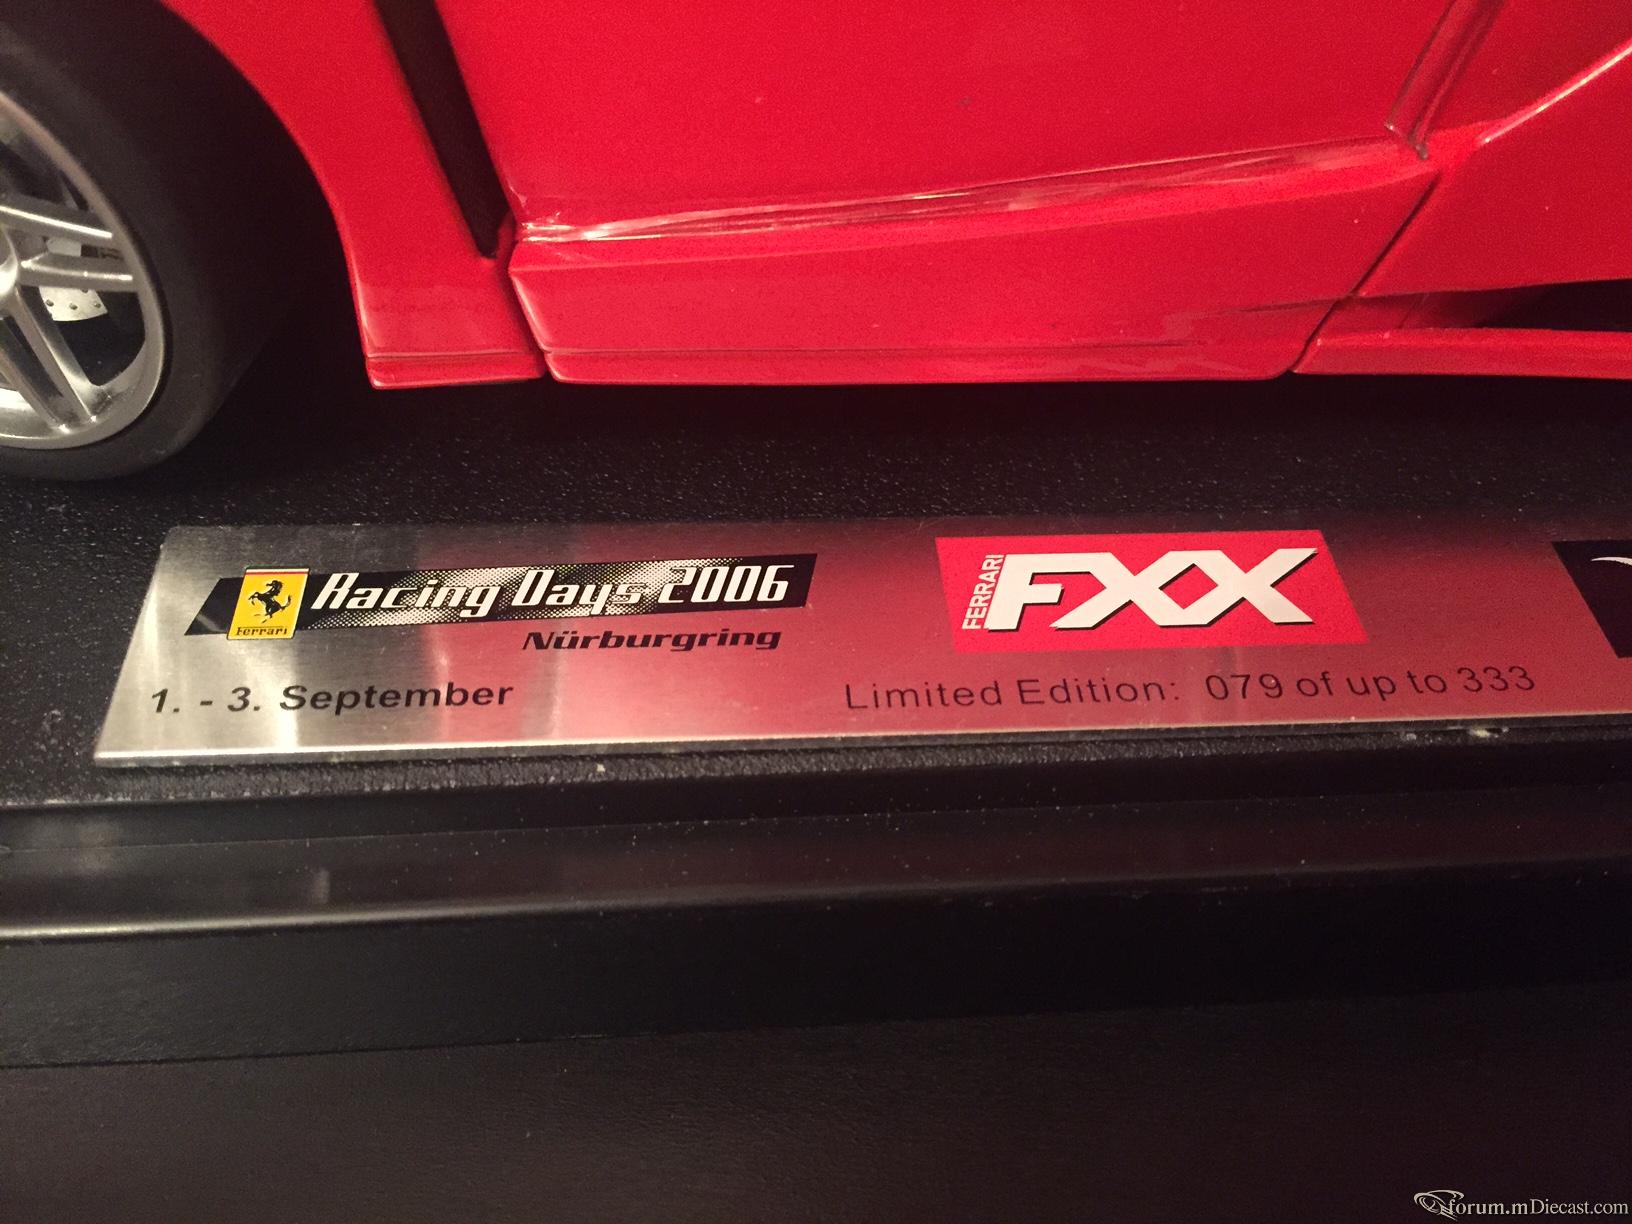 Ferrari
Racing Days 2006
Nürburgring
1. - 3. September
FERRARI
FXX
Limited Edition: 079 of up to 333
forum.mDiecast.com